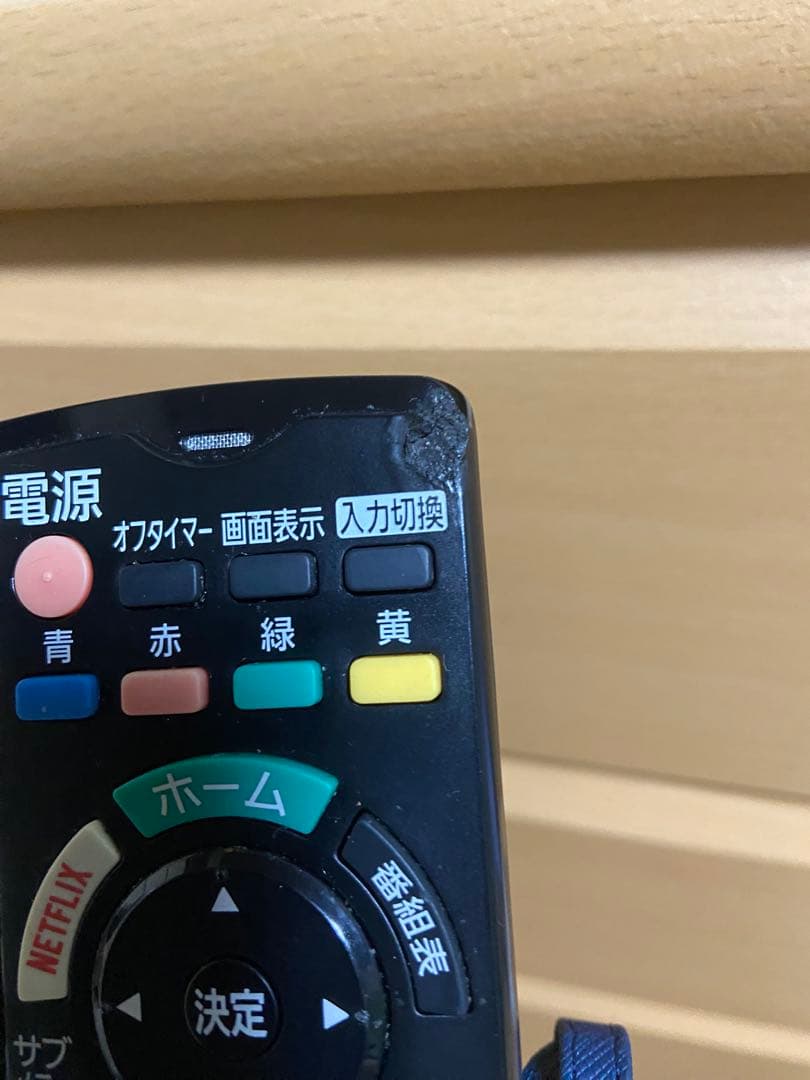 電源
オフタイマー 画面表示 入力切換
青 赤 緑 黄
ホーム
NETFLIX
番組表
決定
サブ